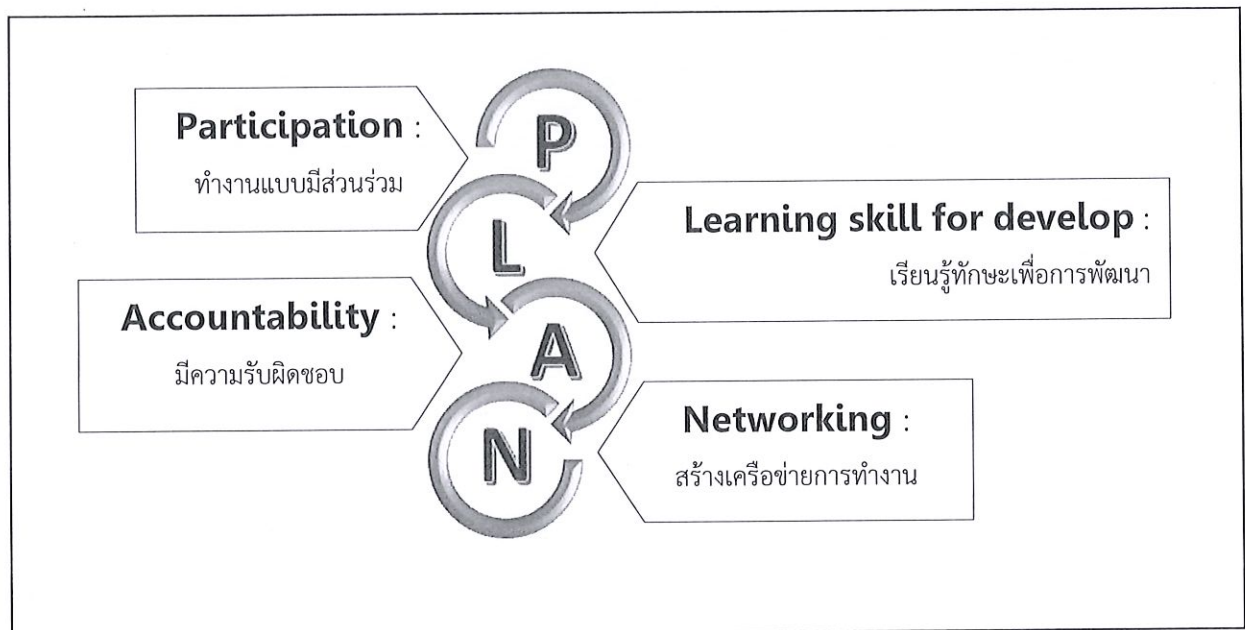 P
Participation :
ทำงานแบบมีส่วนร่วม
L
Learning skill for develop :
เรียนรู้ทักษะเพื่อการพัฒนา
A
Accountability :
มีความรับผิดชอบ
N
Networking :
สร้างเครือข่ายการทำงาน